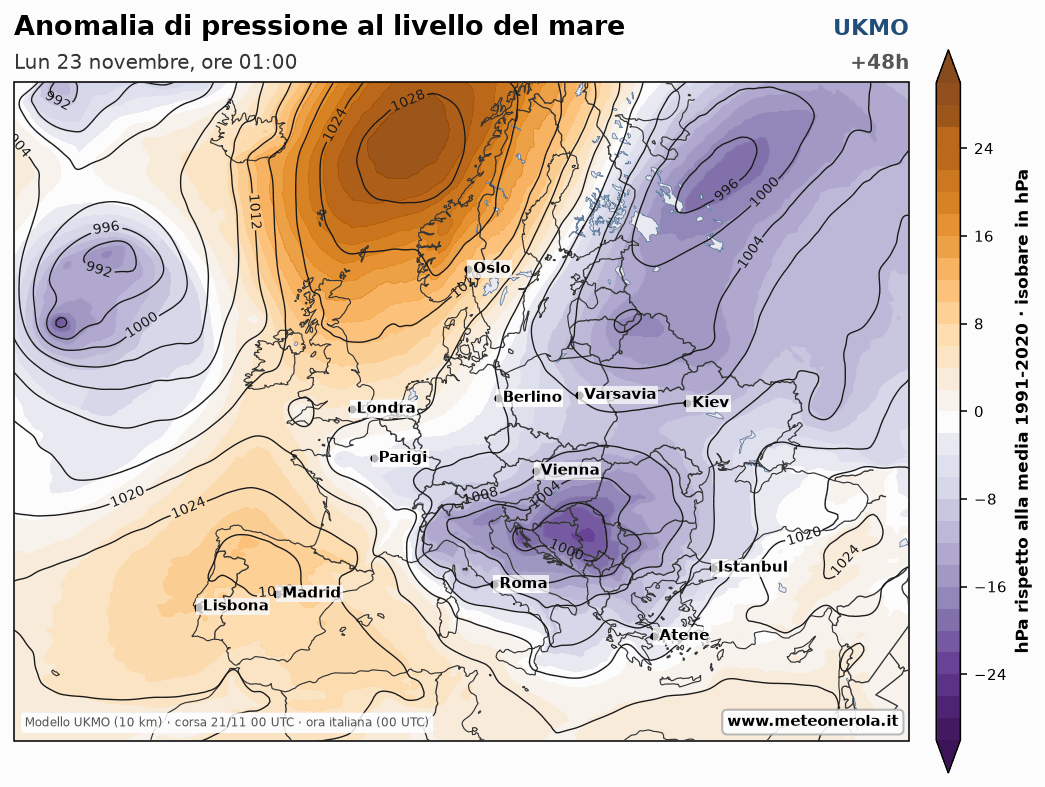 Anomalia di pressione al livello del mare
UKMO
Lun 23 novembre, ore 01:00
+48h
992
1028
1024
1012
996
992
1000
996
1000
1004
Oslo
Londra
Berlino
Varsavia
Kiev
Parigi
Vienna
1008
1004
1000
1020
1024
1020
1024
Madrid
Lisbona
Roma
Istanbul
Atene
24
16
8
0
−8
−16
−24
hPa rispetto alla media 1991-2020 · isobare in hPa
Modello UKMO (10 km) · corsa 21/11 00 UTC · ora italiana (00 UTC)
www.meteonerola.it